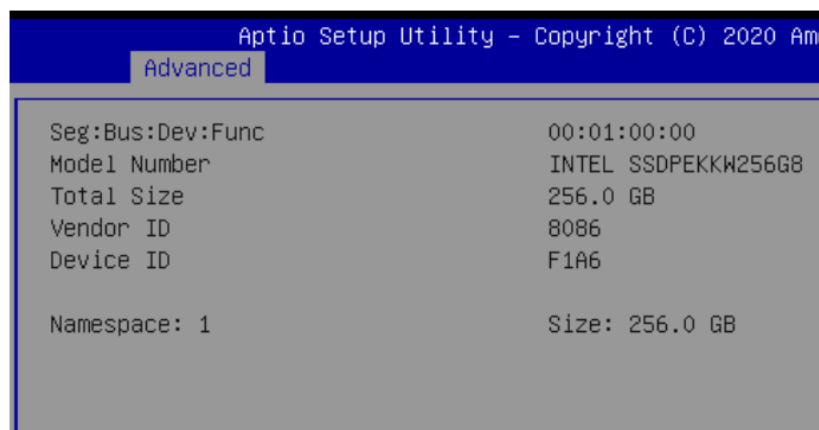 Aptio Setup Utility – Copyright (C) 2020
Advanced
Seg:Bus:Dev:Func 00:01:00:00
Model Number INTEL SSDPEKKW256G8
Total Size 256.0 GB
Vendor ID 8086
Device ID F1A6
Namespace: 1 Size: 256.0 GB